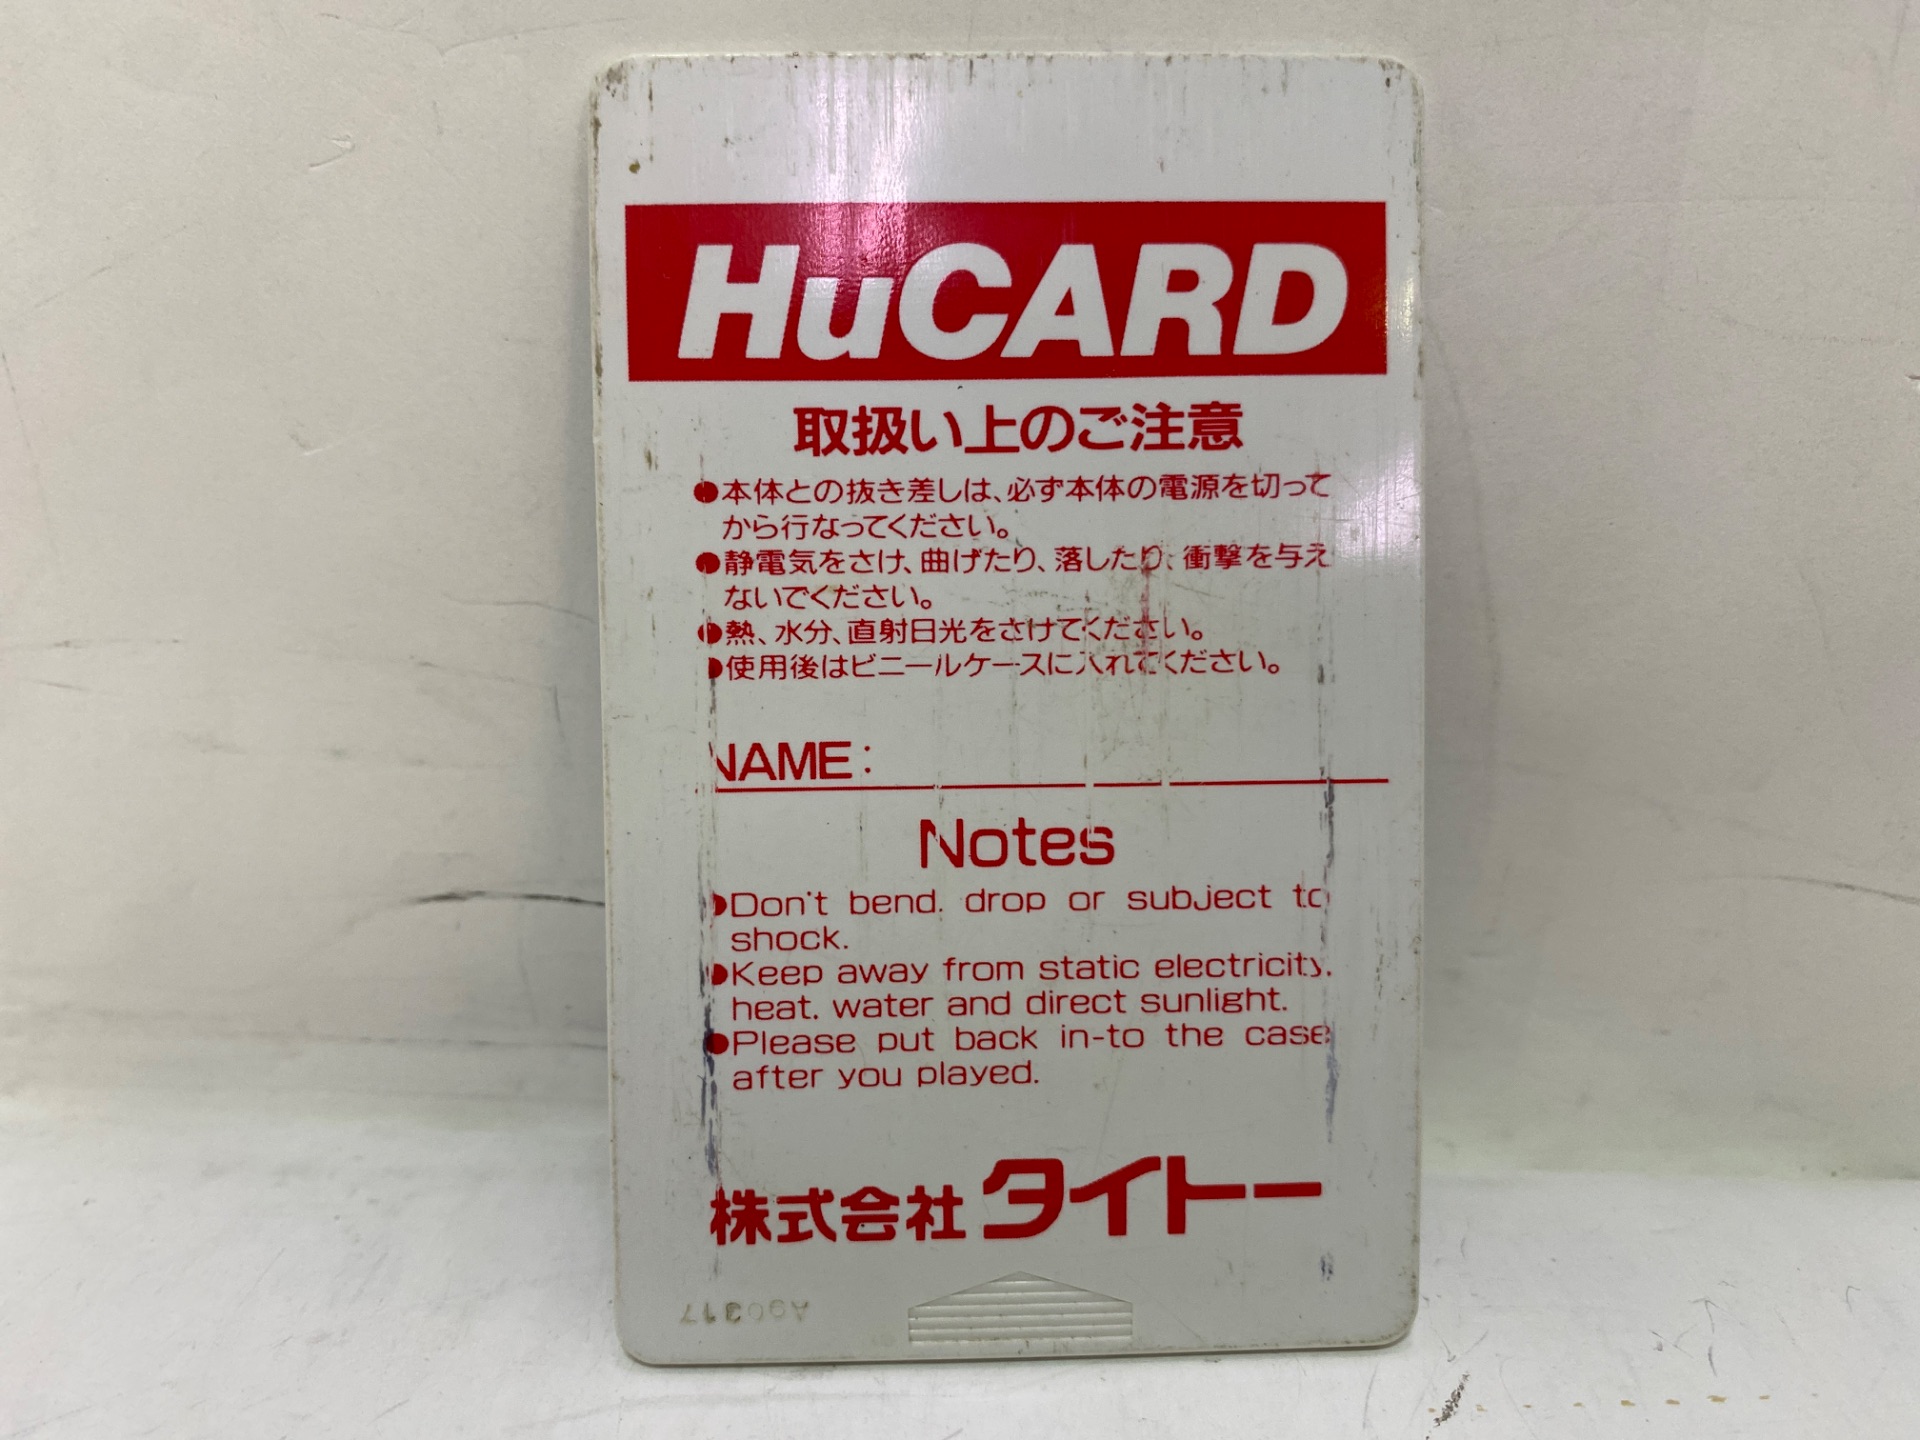 HuCARD
取扱い上のご注意
●本体との抜き差しは、必ず本体の電源を切って
から行なってください。
●静電気をさけ、曲げたり、落したり、衝撃を与え
ないでください。
●熱、水分、直射日光をさけてください。
●使用後はビニールケースに入れてください。
NAME:
Notes
●Don't bend. drop or subject to
shock.
●Keep away from static electricity.
heat. water and direct sunlight.
●Please put back in-to the case
after you played.
株式会社タイトー
A90317